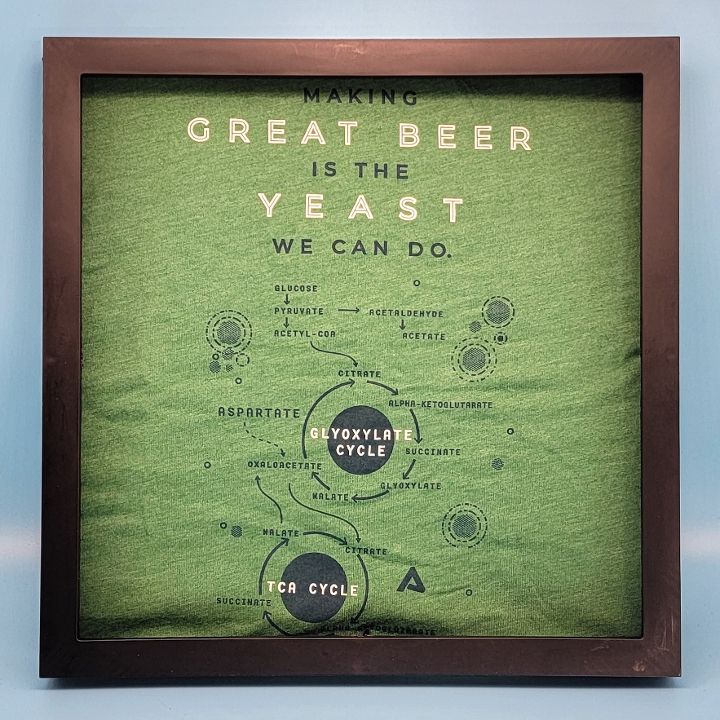 MAKING
GREAT BEER
IS THE
YEAST
WE CAN DO.
GLUCOSE
PYRUVATE
ACETALDEHYDE
ACETYL-COA
ACETATE
CITRATE
ALPHA-KETOGLUTARATE
ASPARTATE
GLYOXYLATE
CYCLE
SUCCINATE
OXALOACETATE
GLYOXYLATE
MALATE
MALATE
CITRATE
TCA CYCLE
SUCCINATE